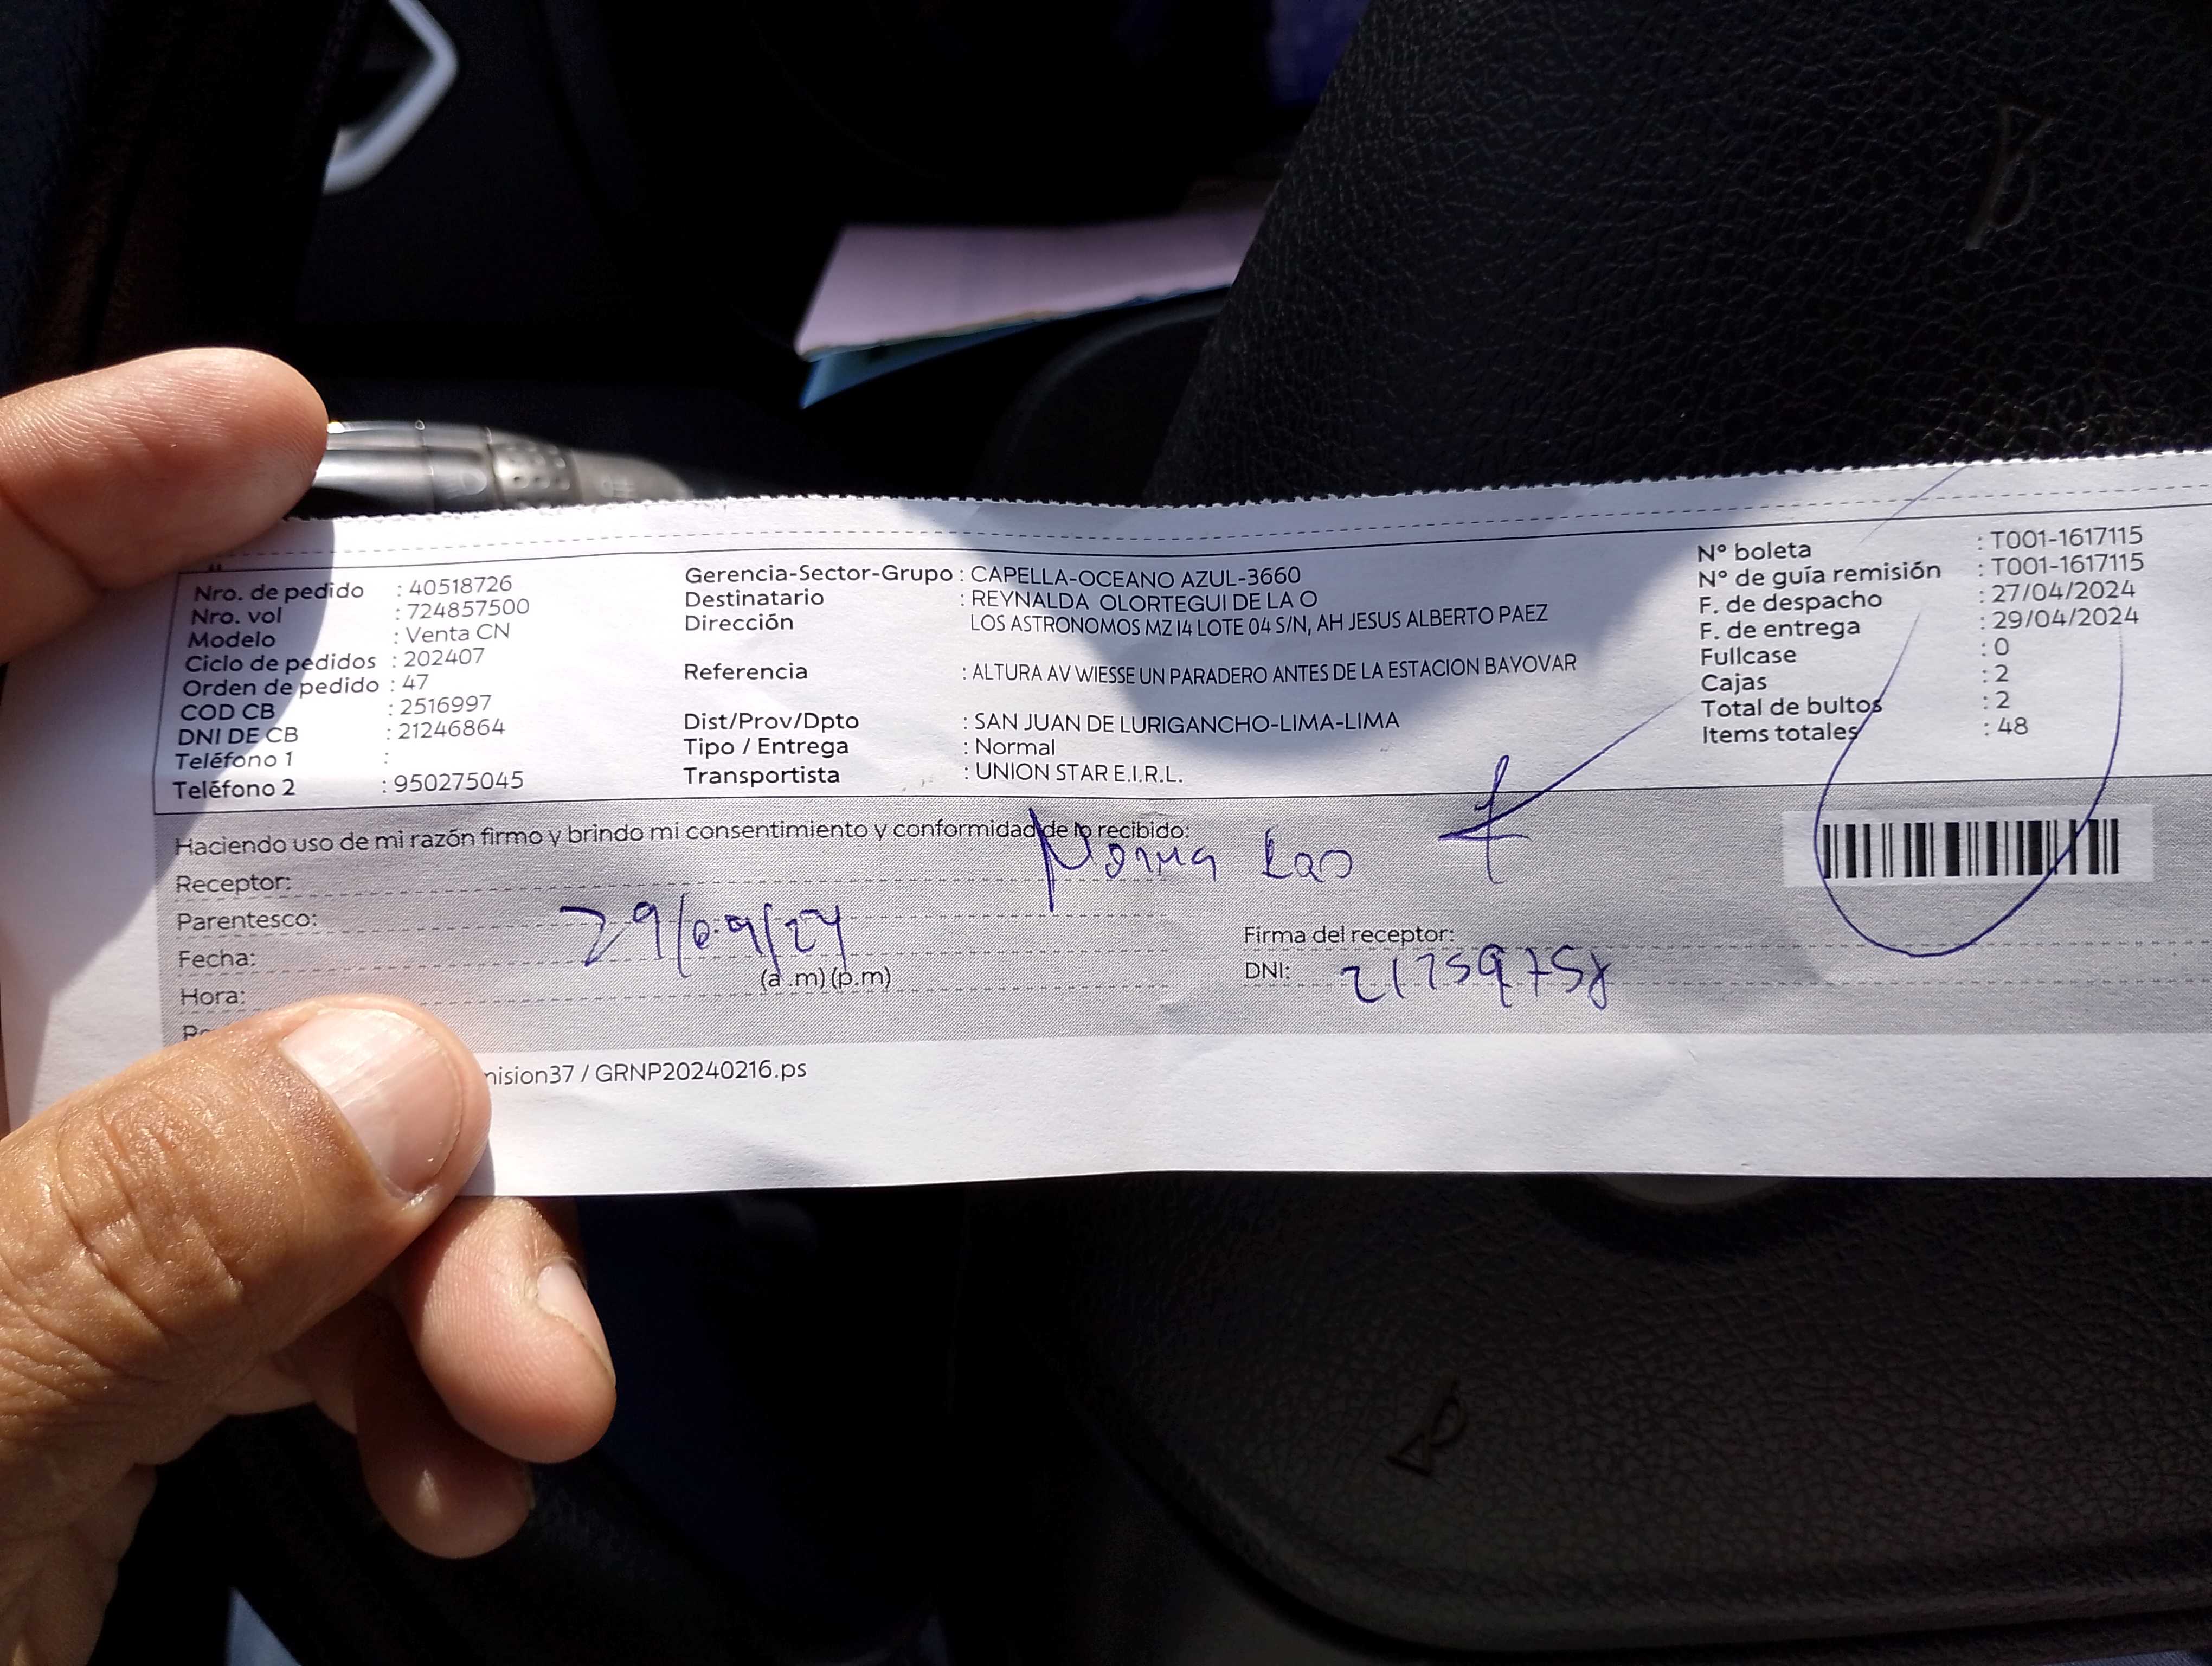 Nro. de pedido : 40518726
Nro. vol : 724857500
Modelo : Venta CN
Ciclo de pedidos : 202407
Orden de pedido : 47
COD CB : 2516997
DNI DE CB : 21246864
Teléfono 1 :
Teléfono 2 : 950275045
Gerencia-Sector-Grupo : CAPELLA-OCEANO AZUL-3660
Destinatario : REYNALDA OLORTEGUI DE LA O
Dirección LOS ASTRONOMOS MZ I4 LOTE 04 S/N, AH JESUS ALBERTO PAEZ
Referencia : ALTURA AV WIESSE UN PARADERO ANTES DE LA ESTACION BAYOVAR
Dist/Prov/Dpto : SAN JUAN DE LURIGANCHO-LIMA-LIMA
Tipo / Entrega : Normal
Transportista : UNION STAR E.I.R.L.
N° boleta : T001-1617115
N° de guía remisión : T001-1617115
F. de despacho : 27/04/2024
F. de entrega : 29/04/2024
Fullcase : 0
Cajas : 2
Total de bultos : 2
Items totales : 48
Haciendo uso de mi razón firmo y brindo mi consentimiento y conformidad de lo recibido:
Receptor:
Parentesco:
Fecha:
Hora: (a .m) (p.m)
Firma del receptor:
DNI:
nision37 / GRNP20240216.ps